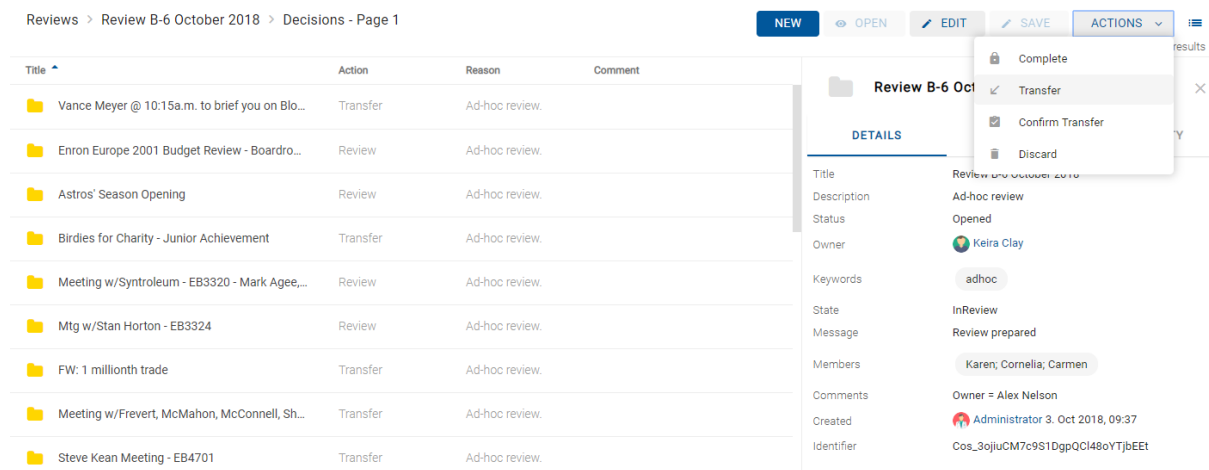 Reviews > Review B-6 October 2018 > Decisions - Page 1
NEW OPEN EDIT SAVE ACTIONS
results
Title Action Reason Comment
Vance Meyer @ 10:15a.m. to brief you on Blo... Transfer Ad-hoc review.
Enron Europe 2001 Budget Review - Boardro... Review Ad-hoc review.
Astros' Season Opening Review Ad-hoc review.
Birdies for Charity - Junior Achievement Transfer Ad-hoc review.
Meeting w/Syntroleum - EB3320 - Mark Agee,... Review Ad-hoc review.
Mtg w/Stan Horton - EB3324 Review Ad-hoc review.
FW: 1 millionth trade Transfer Ad-hoc review.
Meeting w/Frevert, McMahon, McConnell, Sh... Transfer Ad-hoc review.
Steve Kean Meeting - EB4701 Transfer Ad-hoc review.
Complete
Transfer
Confirm Transfer
Discard
Review B-6 Oct
DETAILS
Title Review B-6 October 2018
Description Ad-hoc review
Status Opened
Owner Keira Clay
Keywords adhoc
State InReview
Message Review prepared
Members Karen; Cornelia; Carmen
Comments Owner = Alex Nelson
Created Administrator 3. Oct 2018, 09:37
Identifier Cos_3ojiuCM7c9S1DgpQCl48oYTjbEEt